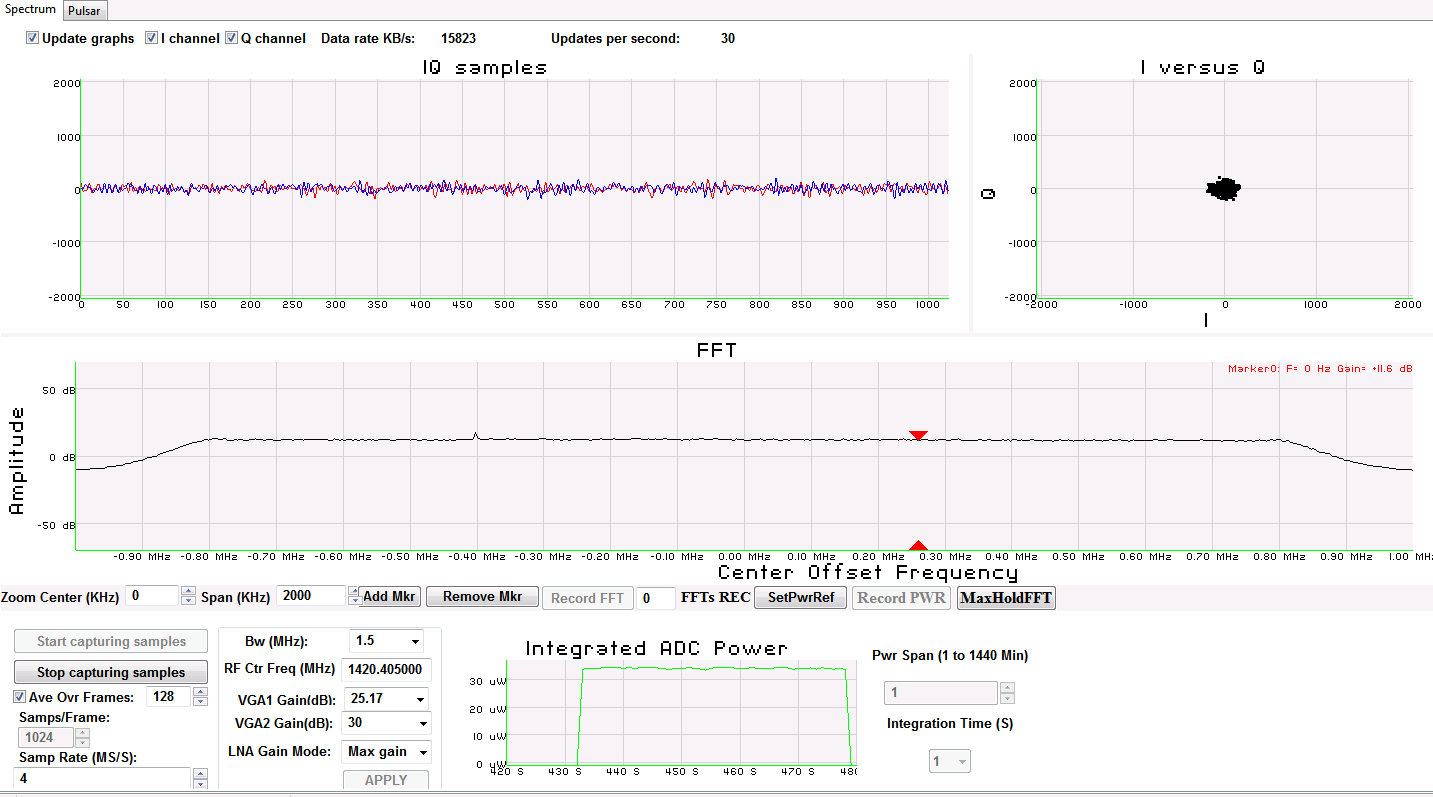 Spectrum Pulsar
Update graphs I channel Q channel Data rate KB/s: 15823 Updates per second: 30
IQ samples
2000
1000
0
-1000
-2000
0 50 100 150 200 250 300 350 400 450 500 550 600 650 700 750 800 850 900 950 1000
I versus Q
2000
1000
0
-1000
-2000
Q
-2000 -1000 0 1000 2000
I
FFT
Marker0: F= 0 Hz Gain= +11.6 dB
50 dB
0 dB
-50 dB
Amplitude
-0.90 MHz -0.80 MHz -0.70 MHz -0.60 MHz -0.50 MHz -0.40 MHz -0.30 MHz -0.20 MHz -0.10 MHz 0.00 MHz 0.10 MHz 0.20 MHz 0.30 MHz 0.40 MHz 0.50 MHz 0.60 MHz 0.70 MHz 0.80 MHz 0.90 MHz 1.00 MHz
Center Offset Frequency
Zoom Center (KHz) 0 Span (KHz) 2000 Add Mkr Remove Mkr Record FFT 0 FFTs REC SetPwrRef Record PWR MaxHoldFFT
Start capturing samples
Stop capturing samples
Ave Ovr Frames: 128
Samps/Frame:
1024
Samp Rate (MS/S):
4
Bw (MHz): 1.5
RF Ctr Freq (MHz) 1420.405000
VGA1 Gain(dB): 25.17
VGA2 Gain(dB): 30
LNA Gain Mode: Max gain
APPLY
Integrated ADC Power
30 uW
20 uW
10 uW
0 uW
420 S 430 S 440 S 450 S 460 S 470 S 480
Pwr Span (1 to 1440 Min)
1
Integration Time (S)
1